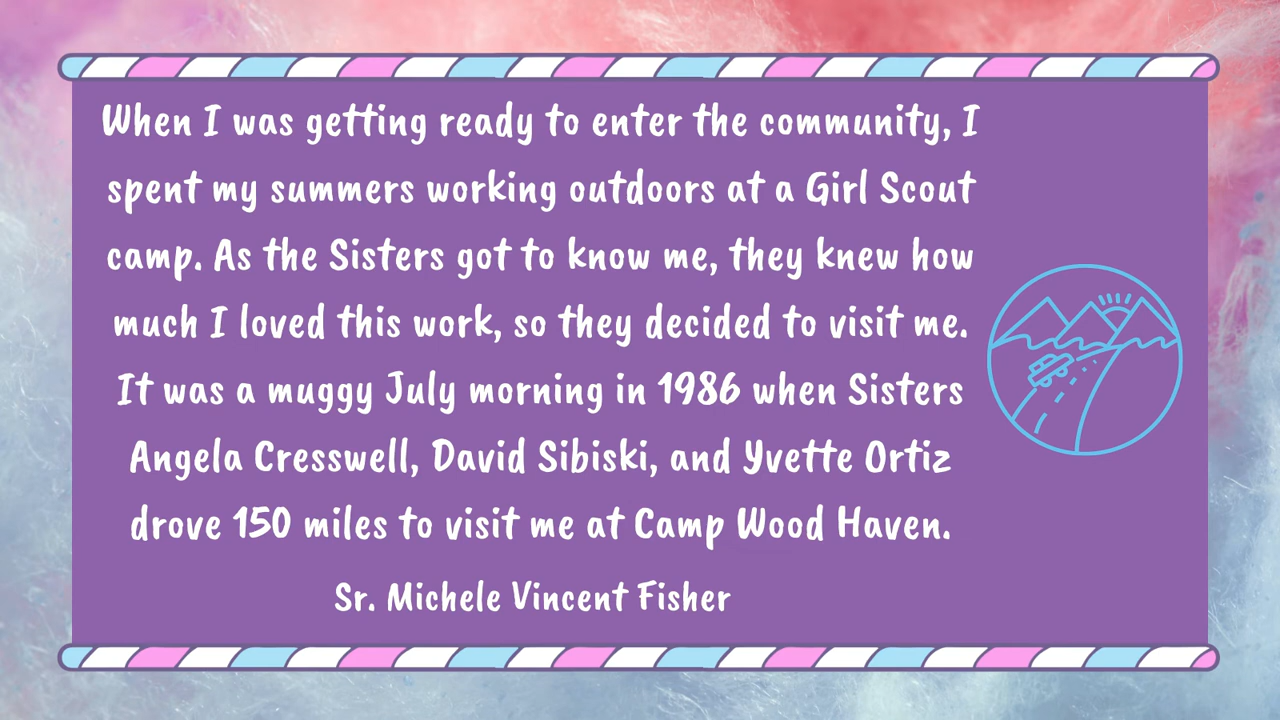 When I was getting ready to enter the community, I
spent my summers working outdoors at a Girl Scout
camp. As the Sisters got to know me, they knew how
much I loved this work, so they decided to visit me.
It was a muggy July morning in 1986 when Sisters
Angela Cresswell, David Sibiski, and Yvette Ortiz
drove 150 miles to visit me at Camp Wood Haven.
Sr. Michele Vincent Fisher